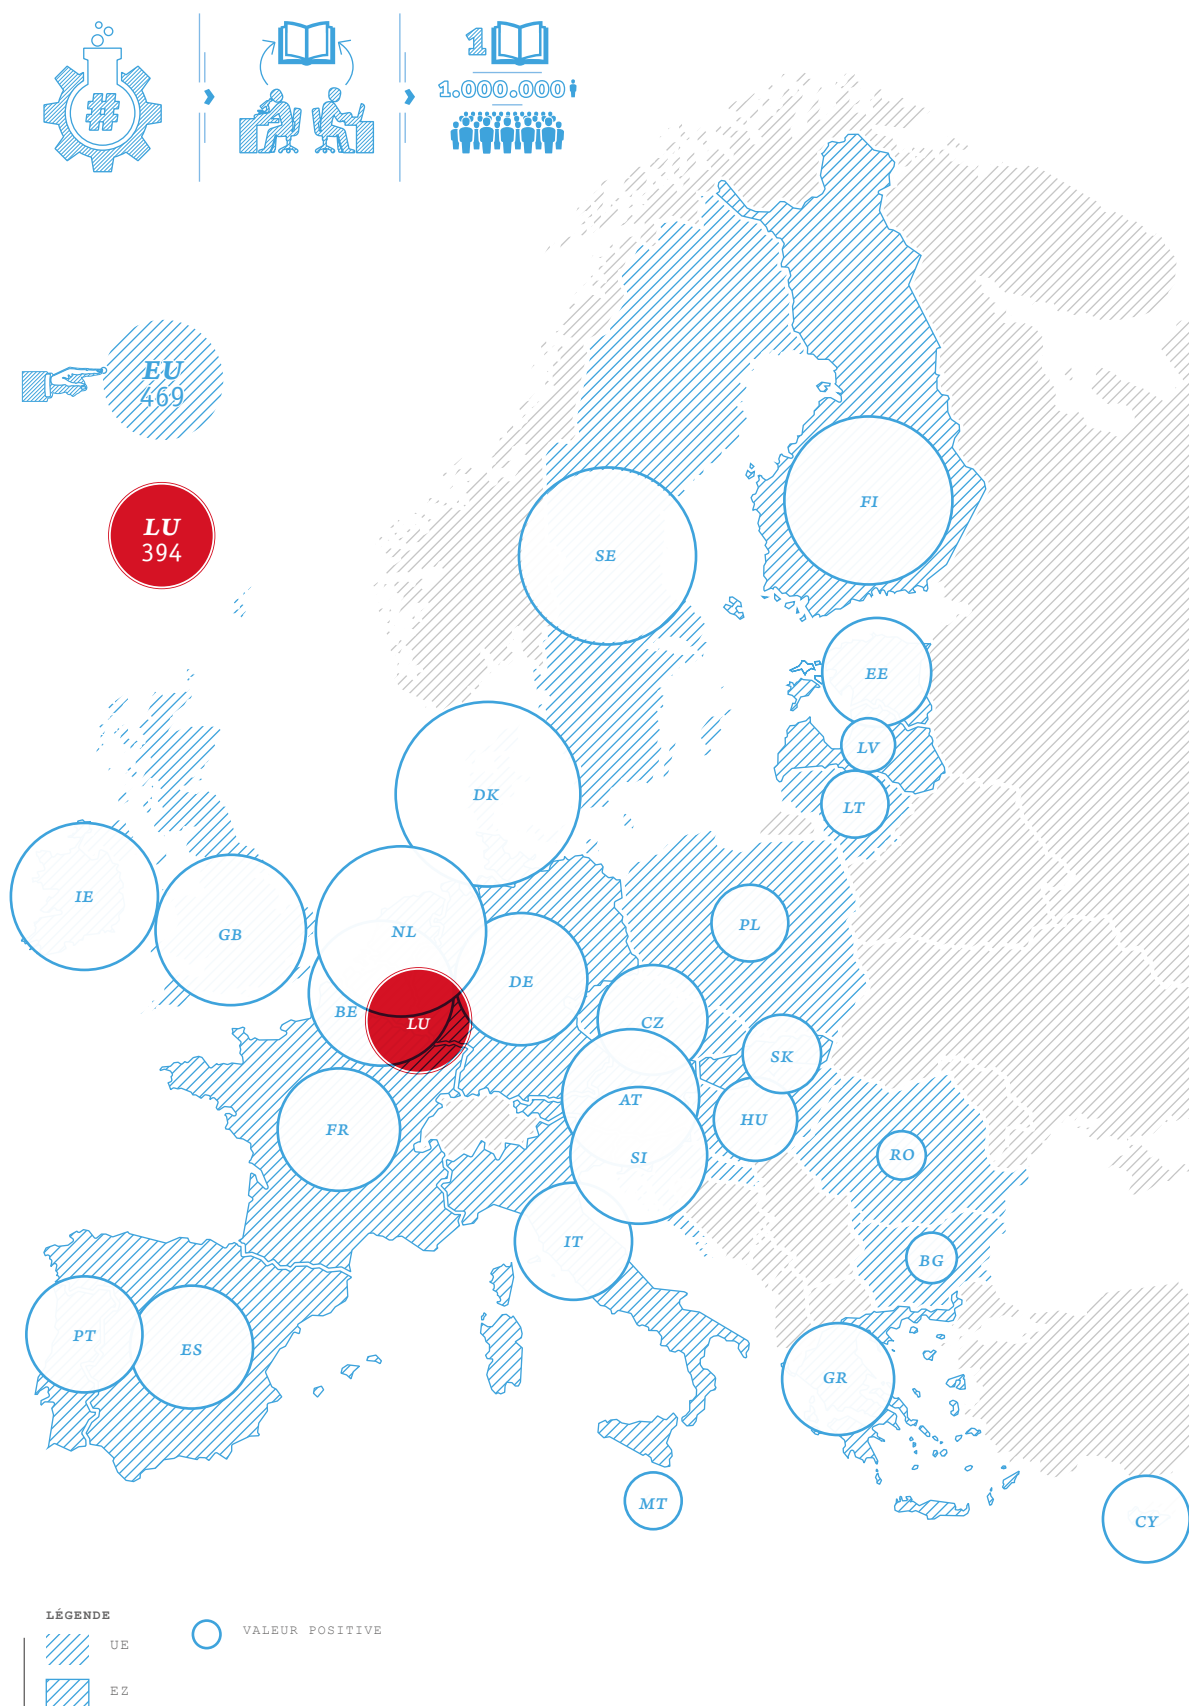 #
1
1.000.000
EU
469
LU
394
FI
SE
EE
LV
LT
DK
IE
GB
NL
PL
DE
BE
LU
CZ
SK
AT
HU
FR
SI
RO
IT
BG
PT
ES
GR
MT
CY
LÉGENDE
UE
VALEUR POSITIVE
EZ